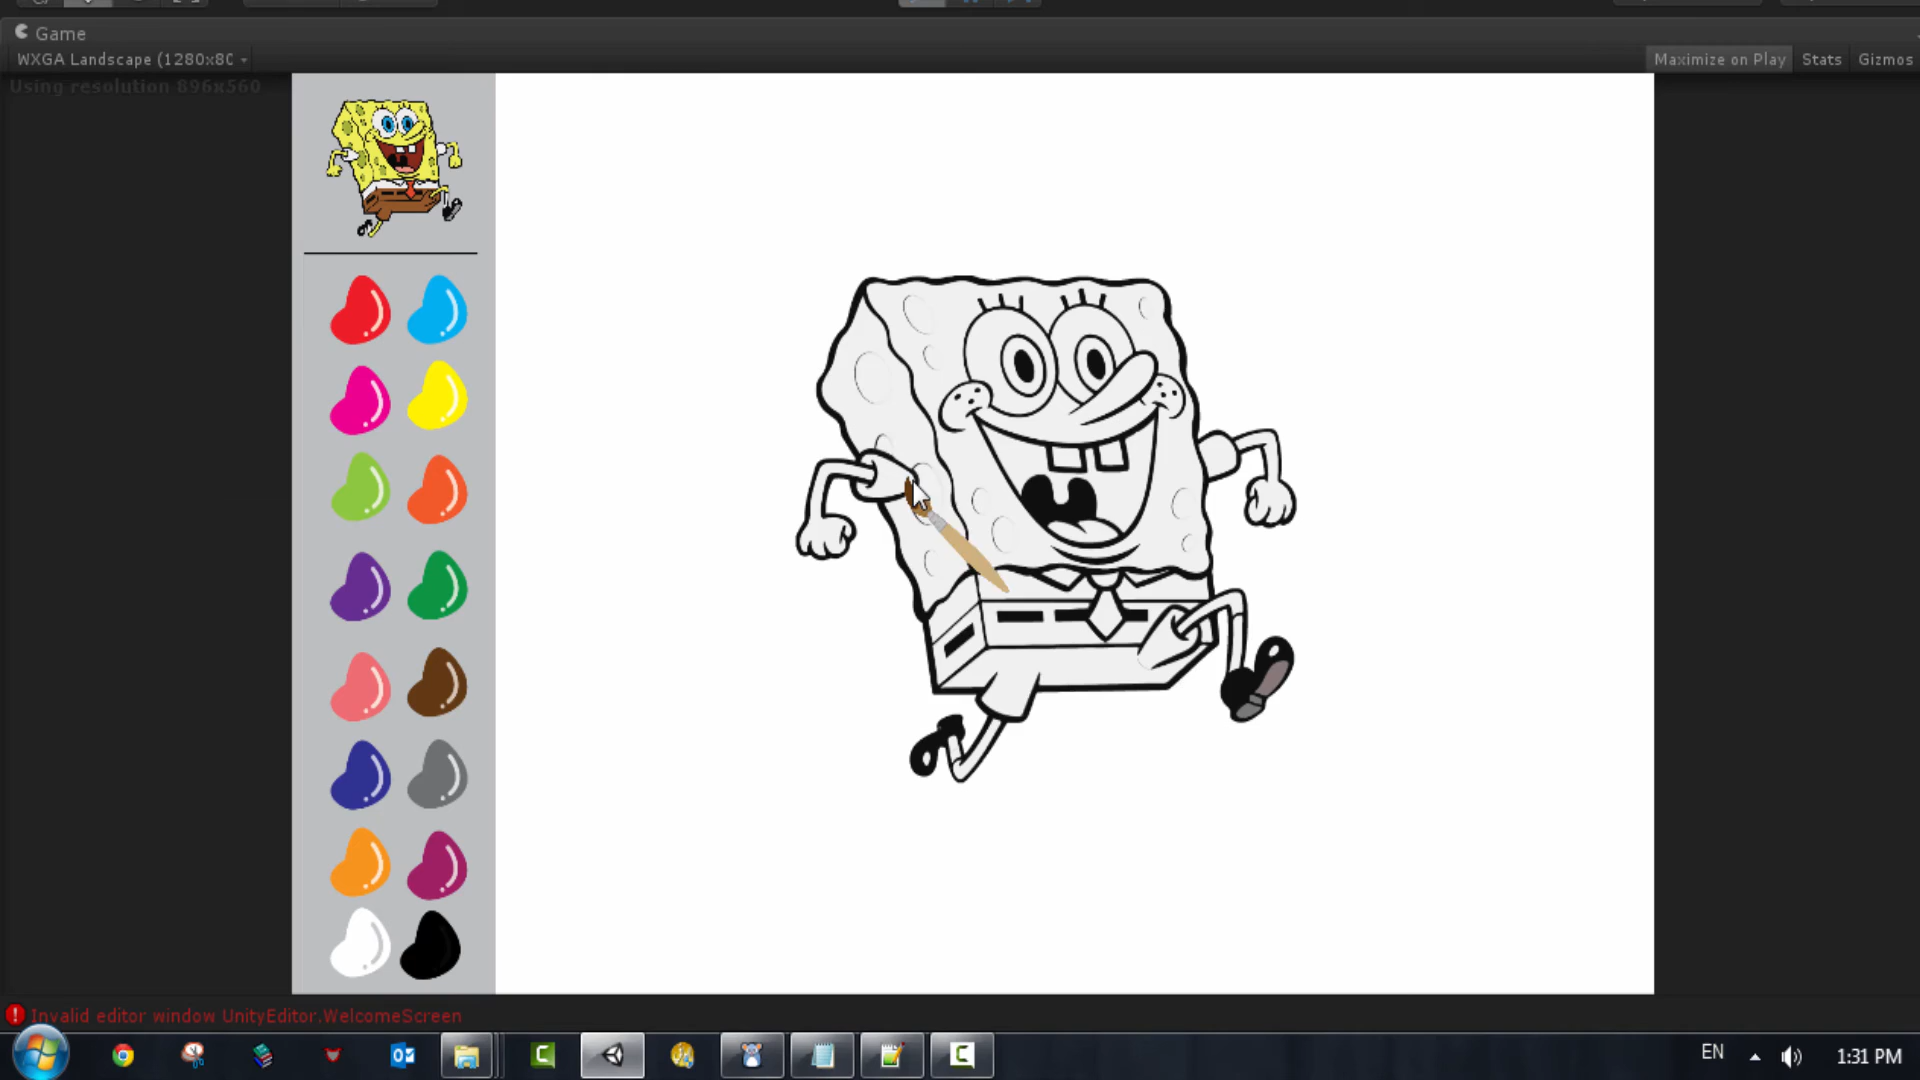 Game
WXGA Landscape (1280x80
Maximize on Play
Stats
Gizmos
Using resolution 896x560
Invalid editor window UnityEditor.WelcomeScreen
EN
1:31 PM